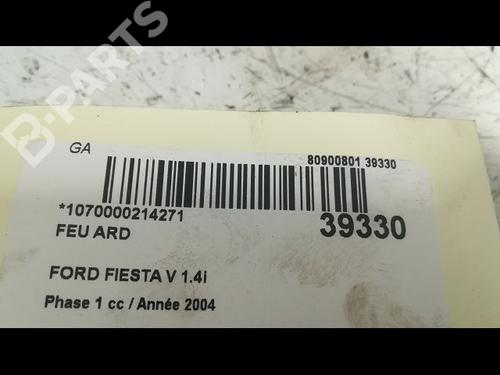 B-PARTS
GA
80900801 39330
*1070000214271
39330
FEU ARD
FORD FIESTA V 1.4i
Phase 1 cc / Année 2004